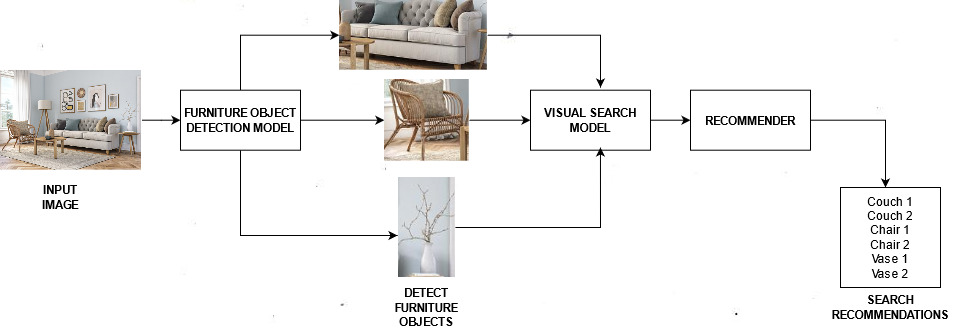 INPUT
IMAGE
FURNITURE OBJECT
DETECTION MODEL
DETECT
FURNITURE
OBJECTS
VISUAL SEARCH
MODEL
RECOMMENDER
Couch 1
Couch 2
Chair 1
Chair 2
Vase 1
Vase 2
SEARCH
RECOMMENDATIONS